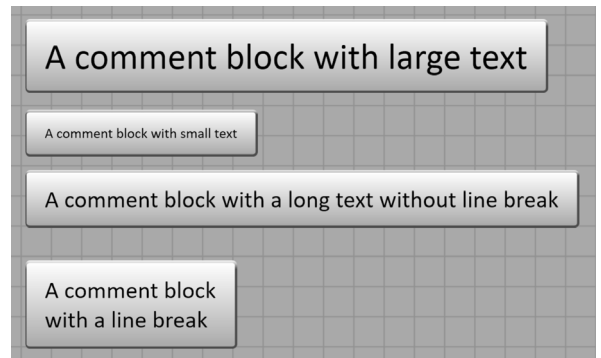 A comment block with large text
A comment block with small text
A comment block with a long text without line break
A comment block
with a line break